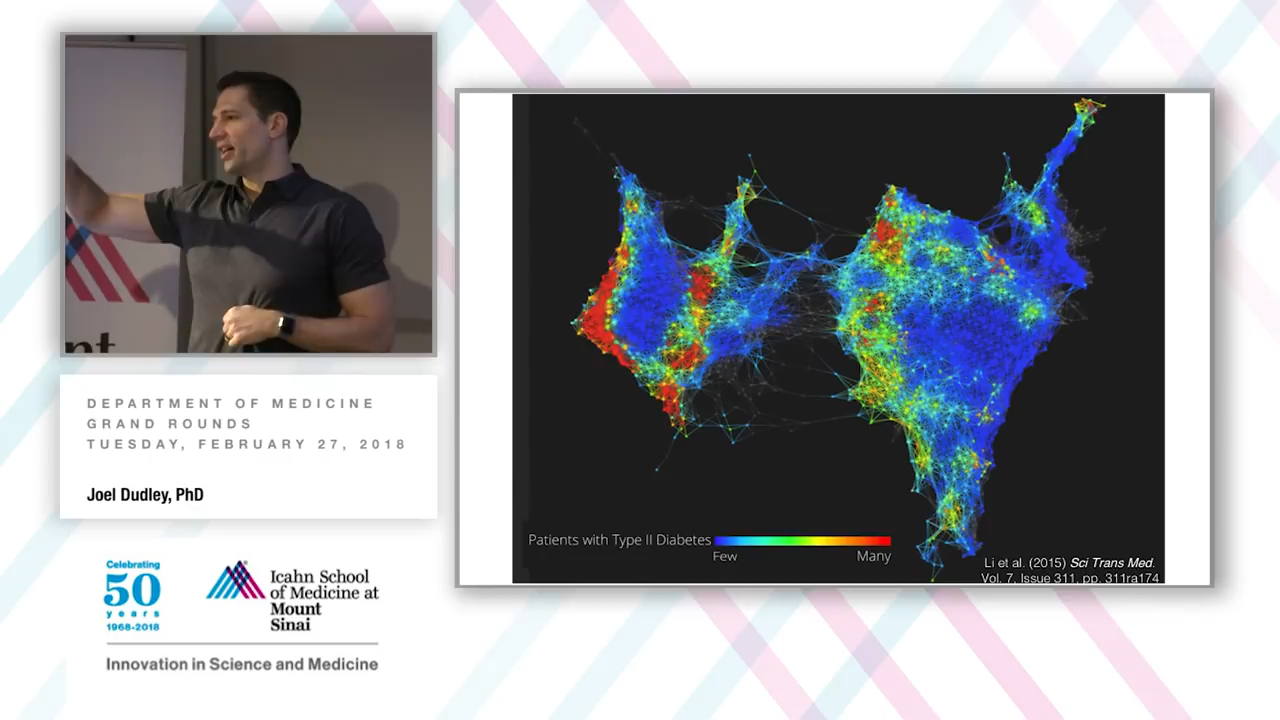 nt
DEPARTMENT OF MEDICINE
GRAND ROUNDS
TUESDAY, FEBRUARY 27, 2018
Joel Dudley, PhD
Celebrating
50
years
1968-2018
Icahn School
of Medicine at
Mount
Sinai
Innovation in Science and Medicine
Patients with Type II Diabetes
Few
Many
Li et al. (2015) Sci Trans Med.
Vol. 7, Issue 311, pp. 311ra174